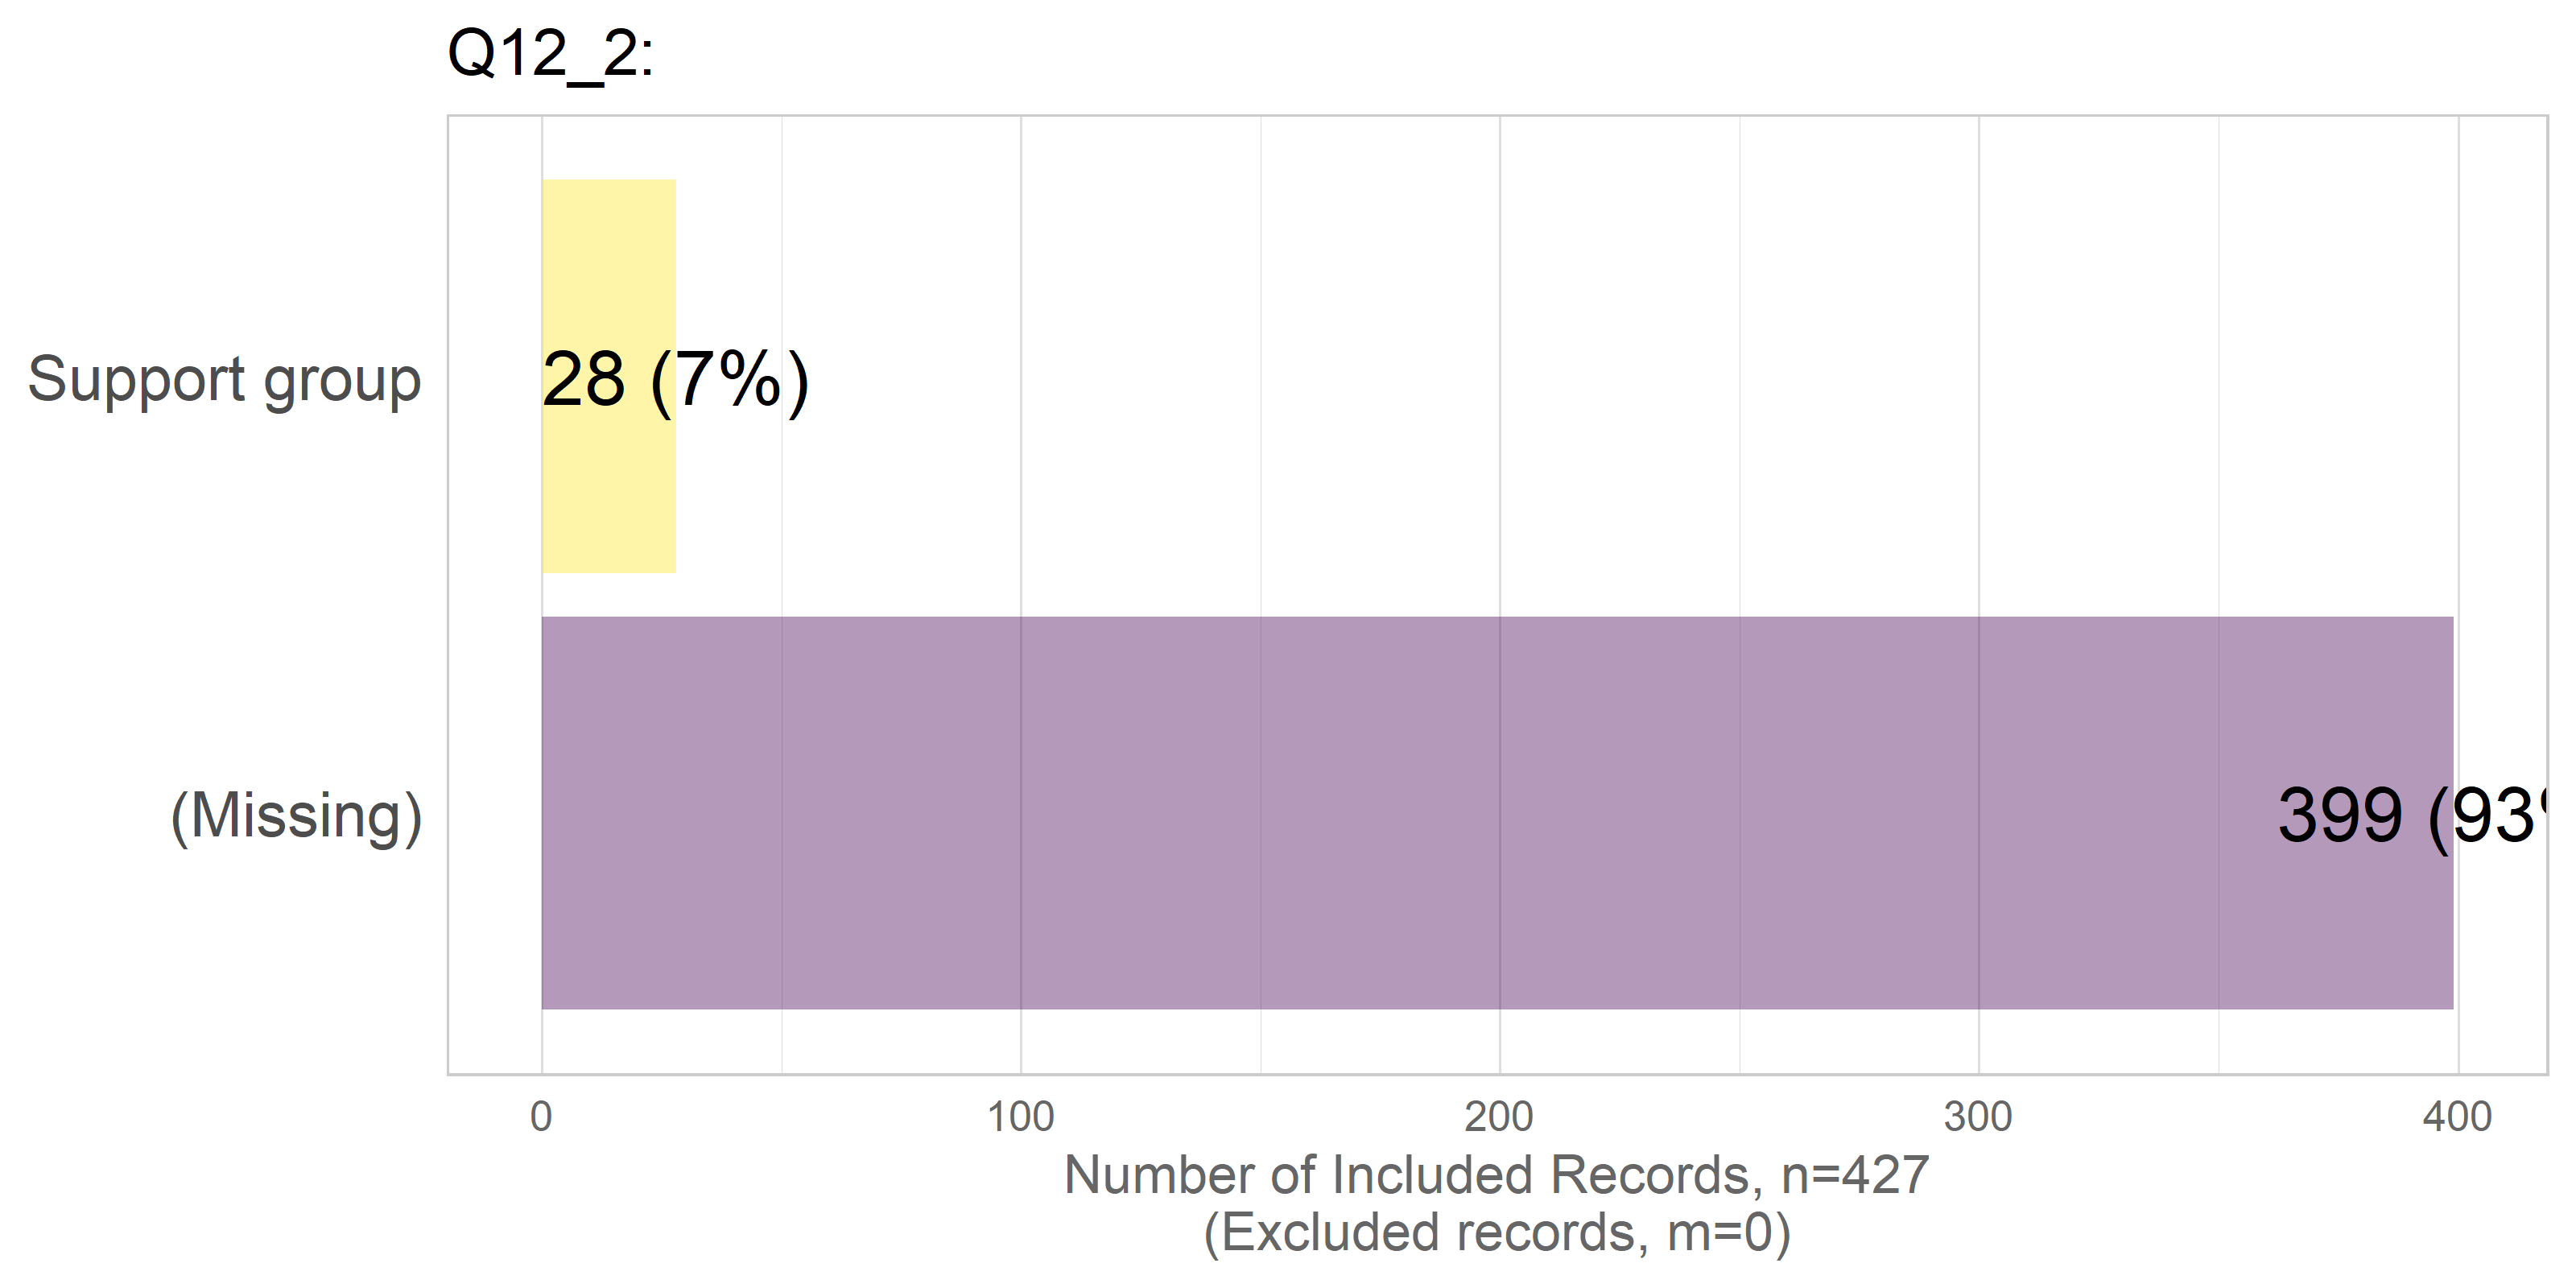 Q12_2:
Support group
28 (7%)
(Missing)
399 (93%
0 100 200 300 400
Number of Included Records, n=427
(Excluded records, m=0)